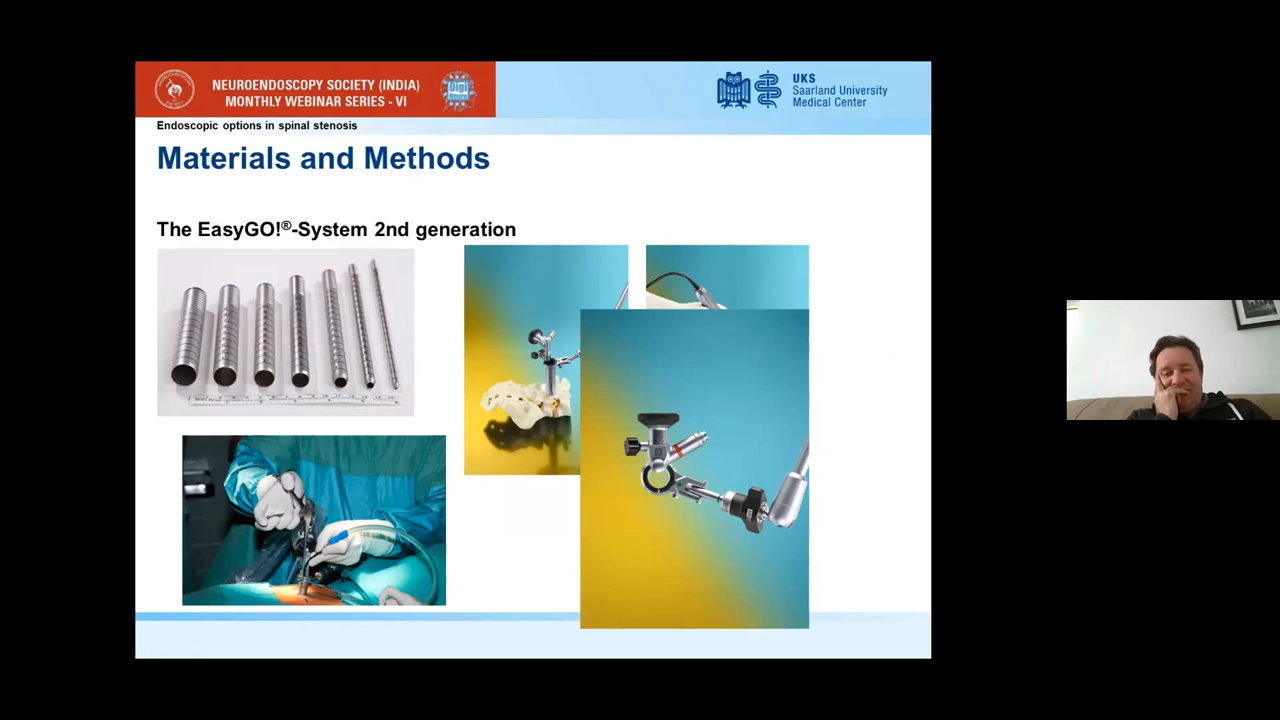 NEUROENDOSCOPY SOCIETY (INDIA)
MONTHLY WEBINAR SERIES - VI
UKS
Saarland University
Medical Center
Endoscopic options in spinal stenosis
Materials and Methods
The EasyGO!®-System 2nd generation